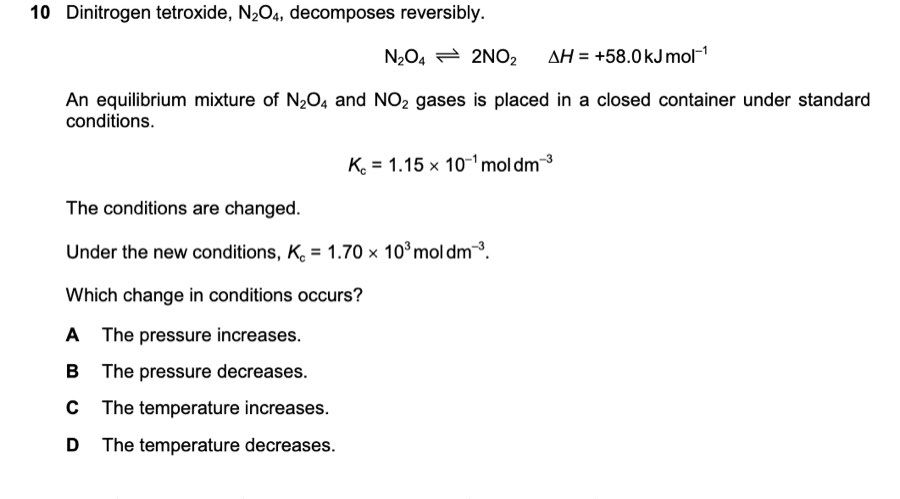 10 Dinitrogen tetroxide, N₂O₄, decomposes reversibly.
N₂O₄ ⇌ 2NO₂ ΔH = +58.0 kJ mol⁻¹
An equilibrium mixture of N₂O₄ and NO₂ gases is placed in a closed container under standard
conditions.
Kc = 1.15 × 10⁻¹ mol dm⁻³
The conditions are changed.
Under the new conditions, Kc = 1.70 × 10³ mol dm⁻³.
Which change in conditions occurs?
A The pressure increases.
B The pressure decreases.
C The temperature increases.
D The temperature decreases.